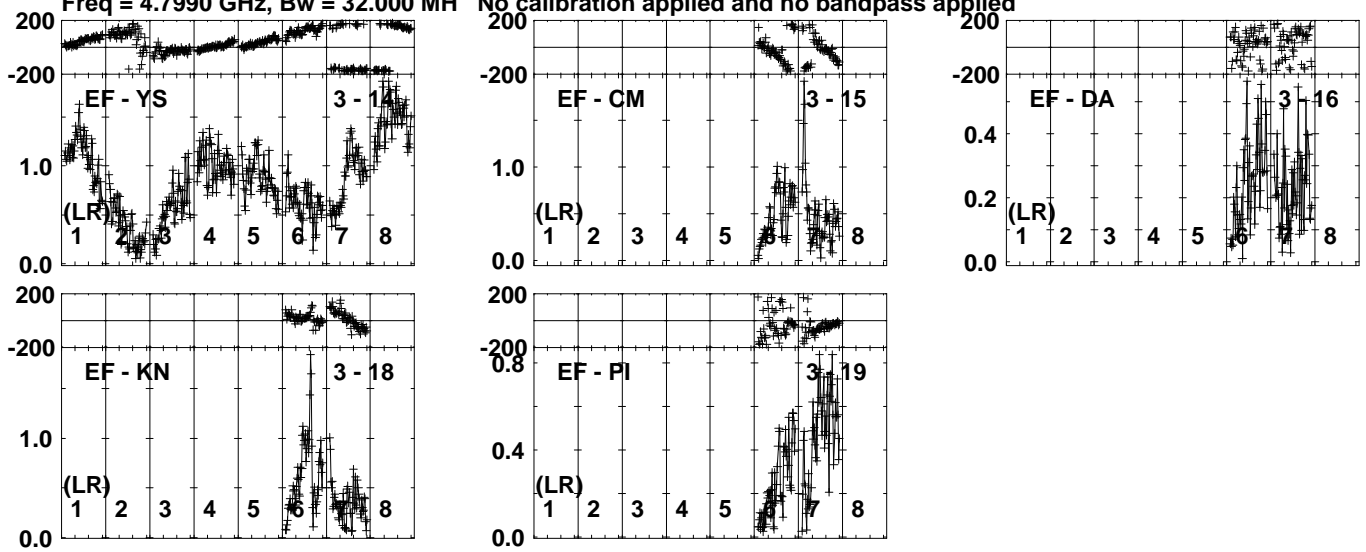 Freq = 4.7990 GHz, Bw = 32.000 MH No calibration applied and no bandpass applied
200 200 200
-200 -200 -200
EF - YS 3 - 14 EF - CM 3 - 15 EF - DA 3 - 16
0.4
1.0 1.0
0.2
(LR) (LR) (LR)
1 2 3 4 5 6 7 8 1 2 3 4 5 6 7 8 1 2 3 4 5 6 7 8
0.0 0.0 0.0
200 200
-200 -200
EF - KN 3 - 18 0.8 EF - PI 3 - 19
1.0 0.4
(LR) (LR)
1 2 3 4 5 6 7 8 1 2 3 4 5 6 7 8
0.0 0.0